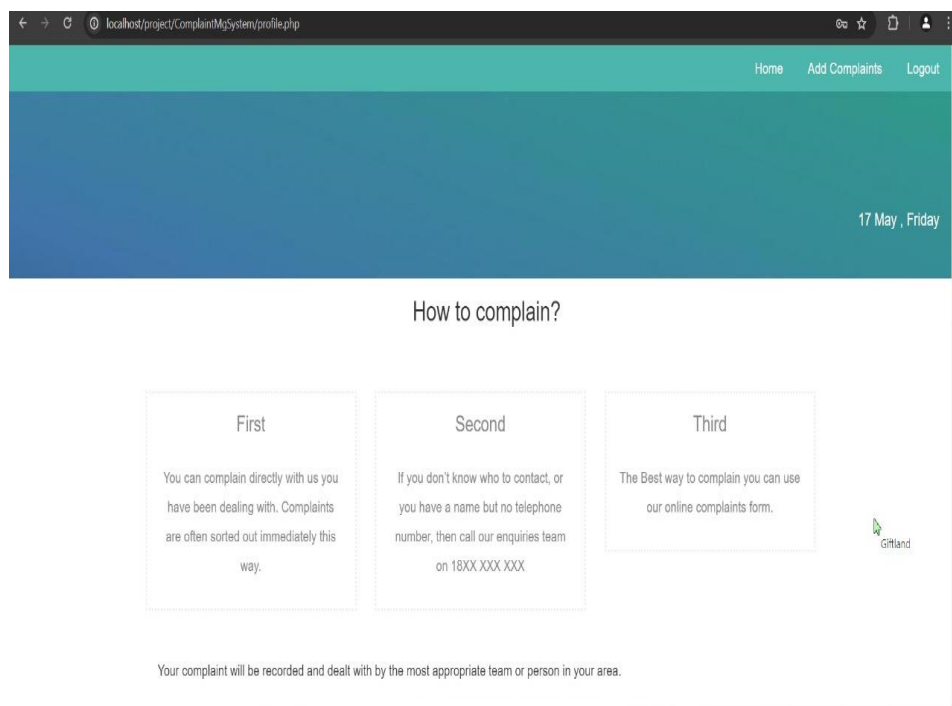 localhost/project/ComplaintMgSystem/profile.php
Home Add Complaints Logout
17 May , Friday
How to complain?
First
You can complain directly with us you
have been dealing with. Complaints
are often sorted out immediately this
way.
Second
If you don't know who to contact, or
you have a name but no telephone
number, then call our enquiries team
on 18XX XXX XXX
Third
The Best way to complain you can use
our online complaints form.
Giftland
Your complaint will be recorded and dealt with by the most appropriate team or person in your area.